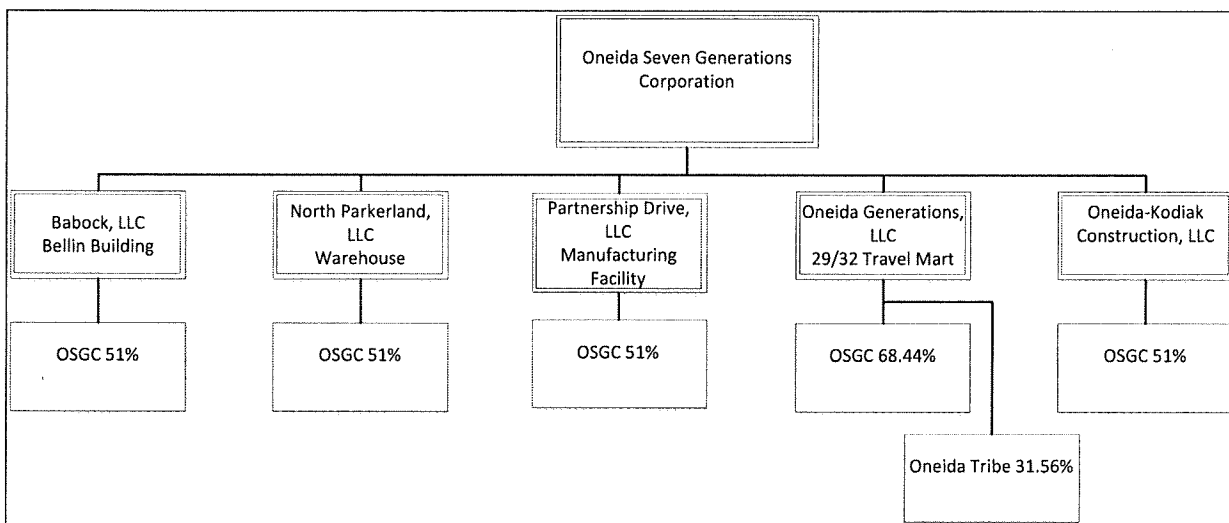 Oneida Seven Generations
Corporation
Babock, LLC
Bellin Building
North Parkerland,
LLC
Warehouse
Partnership Drive,
LLC
Manufacturing
Facility
Oneida Generations,
LLC
29/32 Travel Mart
Oneida-Kodiak
Construction, LLC
OSGC 51%
OSGC 51%
OSGC 51%
OSGC 68.44%
OSGC 51%
Oneida Tribe 31.56%